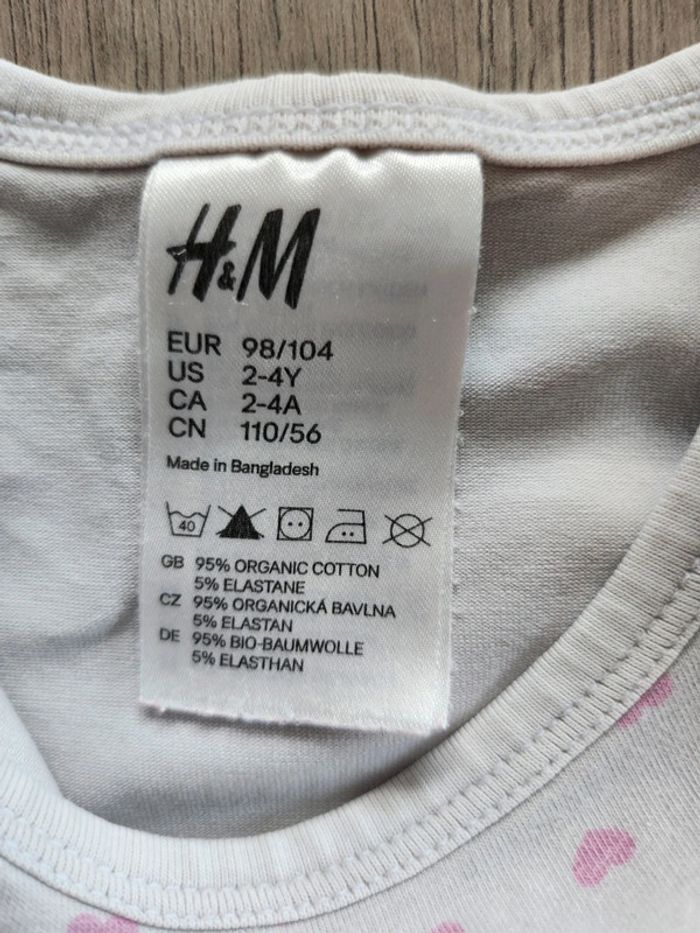 H&M
EUR 98/104
US 2-4Y
CA 2-4A
CN 110/56
Made in Bangladesh
40
GB 95% ORGANIC COTTON
5% ELASTANE
CZ 95% ORGANICKÁ BAVLNA
5% ELASTAN
DE 95% BIO-BAUMWOLLE
5% ELASTHAN